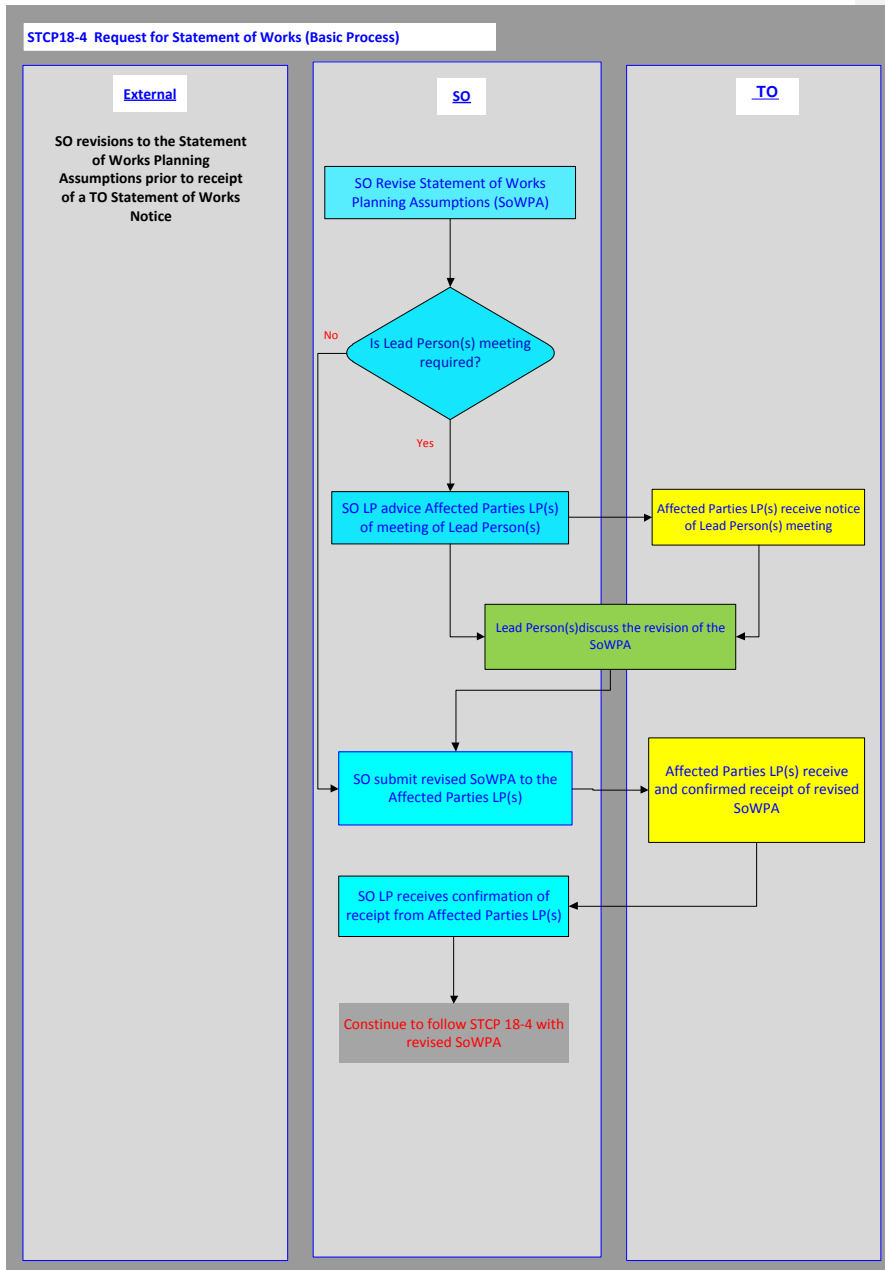 STCP18-4  Request for Statement of Works (Basic Process)
External
SO
TO
SO revisions to the Statement
of Works Planning
Assumptions prior to receipt
of a TO Statement of Works
Notice
SO Revise Statement of Works
Planning Assumptions (SoWPA)
Is Lead Person(s) meeting
required?
No
Yes
SO LP advice Affected Parties LP(s)
of meeting of Lead Person(s)
Affected Parties LP(s) receive notice
of Lead Person(s) meeting
Lead Person(s)discuss the revision of the
SoWPA
SO submit revised SoWPA to the
Affected Parties LP(s)
Affected Parties LP(s) receive
and confirmed receipt of revised
SoWPA
SO LP receives confirmation of
receipt from Affected Parties LP(s)
Constinue to follow STCP 18-4 with
revised SoWPA